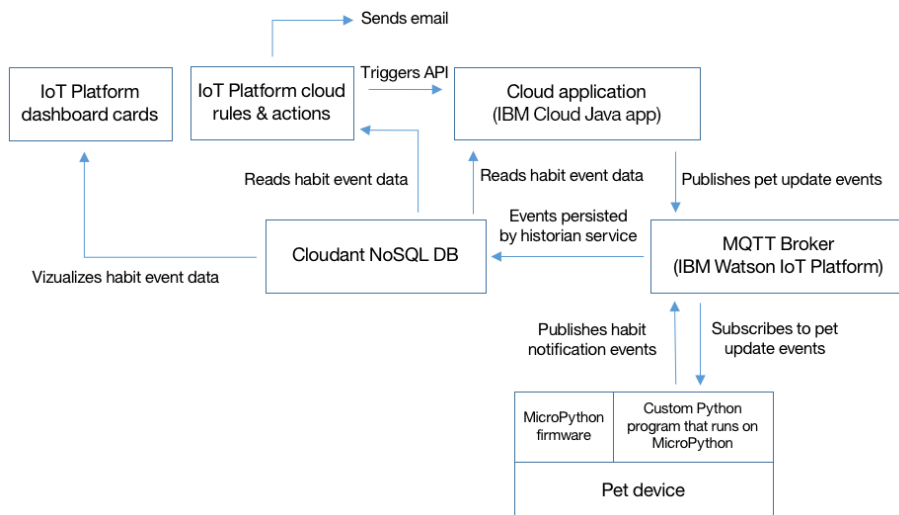 Sends email
IoT Platform
dashboard cards
IoT Platform cloud
rules & actions
Triggers API
Cloud application
(IBM Cloud Java app)
Reads habit event data
Reads habit event data
Publishes pet update events
Events persisted
by historian service
Cloudant NoSQL DB
MQTT Broker
(IBM Watson IoT Platform)
Vizualizes habit event data
Publishes habit
notification events
Subscribes to pet
update events
MicroPython
firmware
Custom Python
program that runs on
MicroPython
Pet device